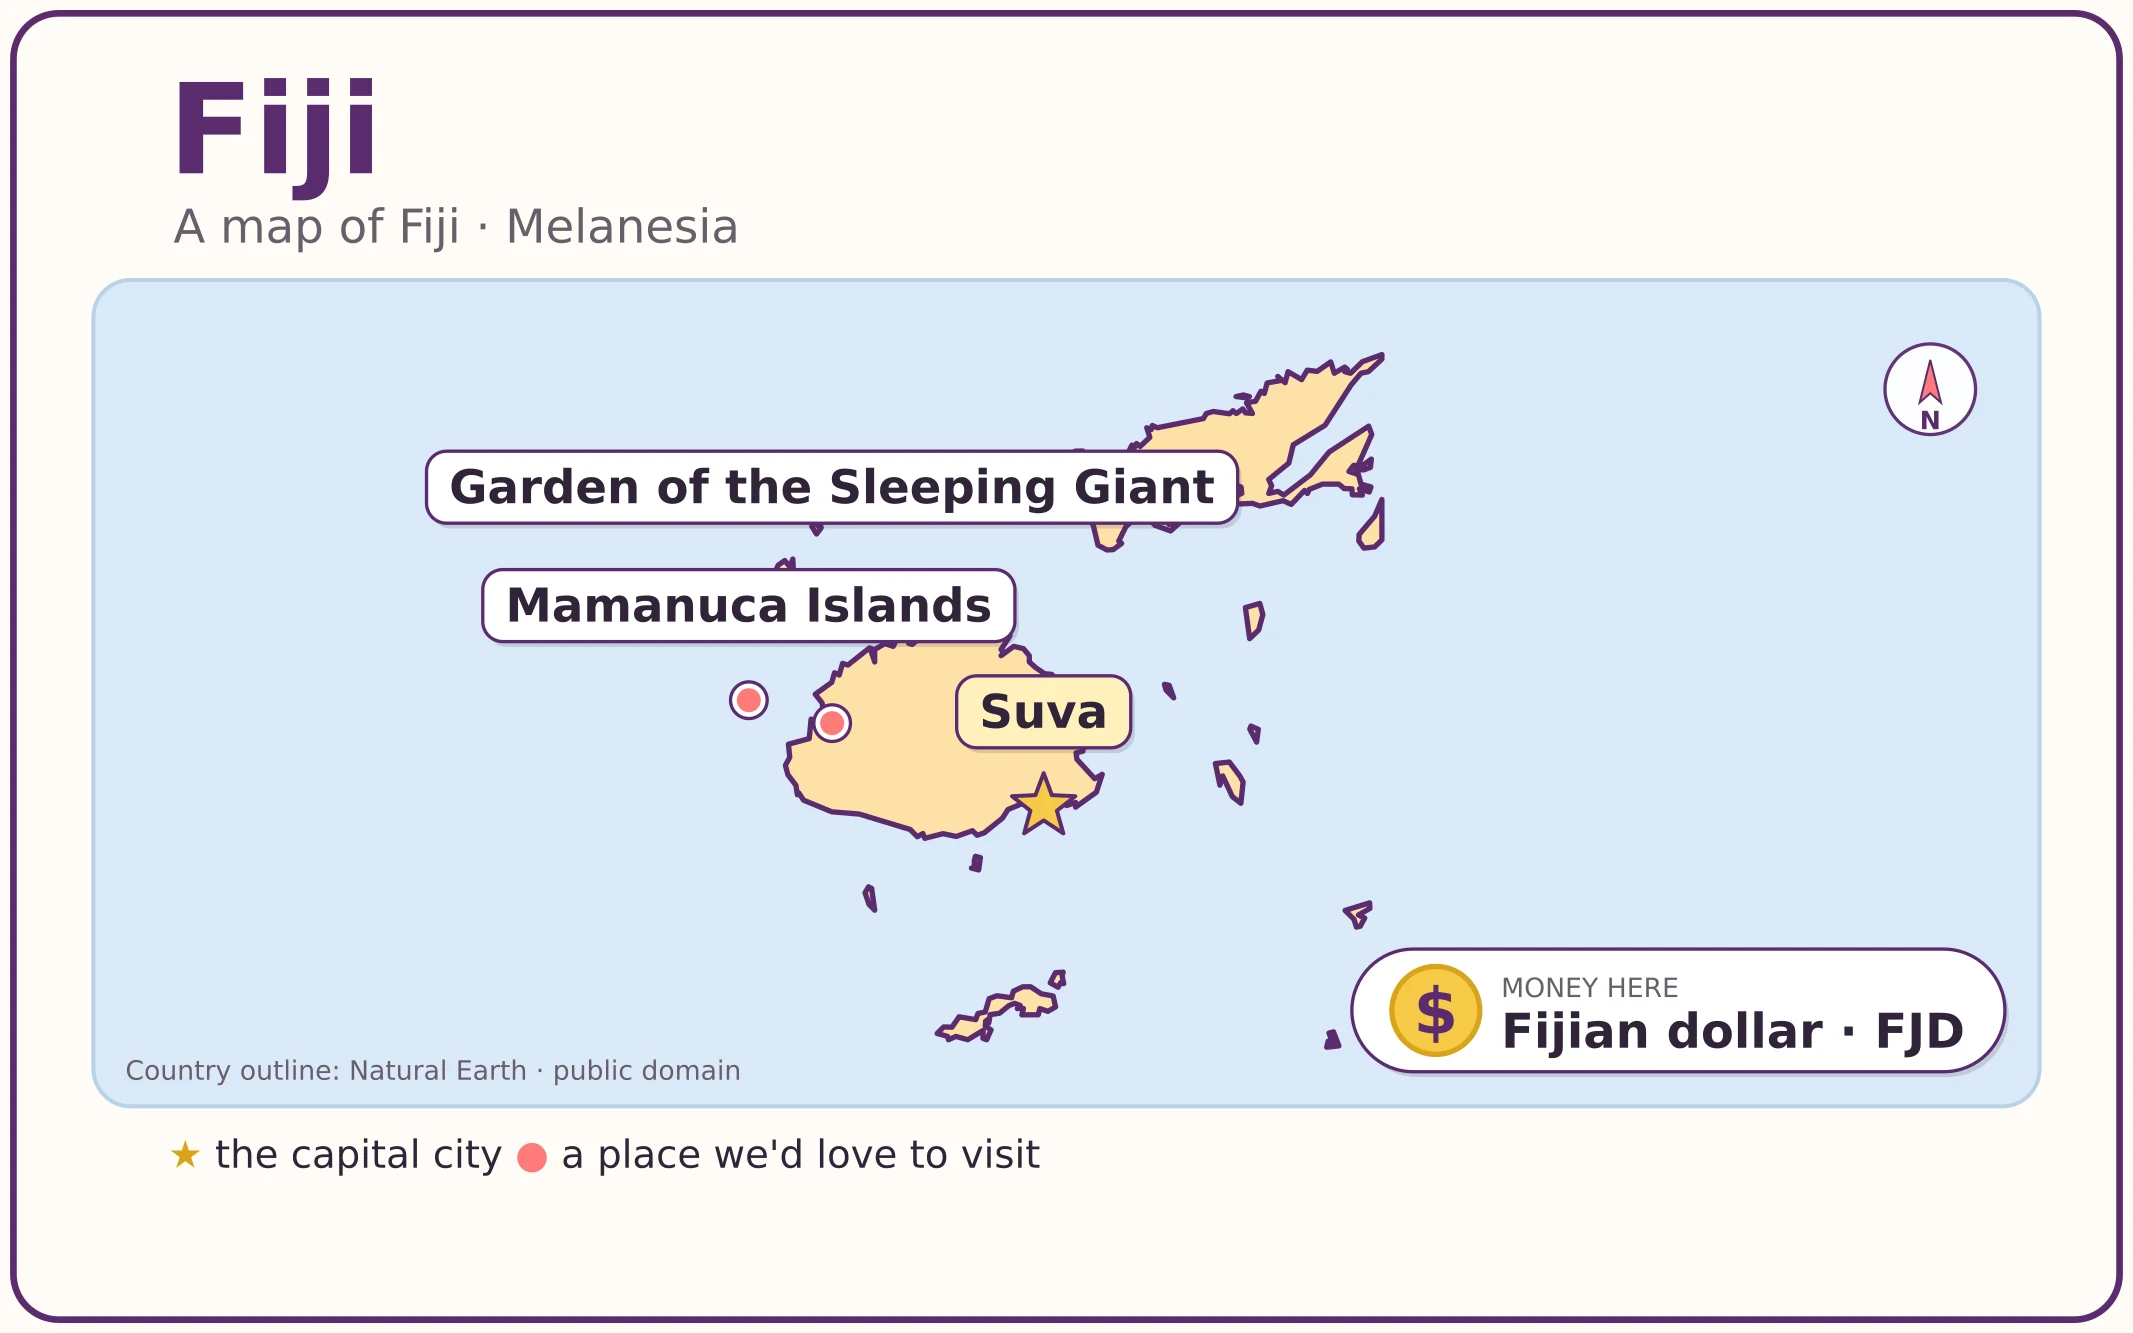 Fiji
A map of Fiji · Melanesia
N
Garden of the Sleeping Giant
Mamanuca Islands
Suva
$
MONEY HERE
Fijian dollar · FJD
Country outline: Natural Earth · public domain
★ the capital city ● a place we'd love to visit